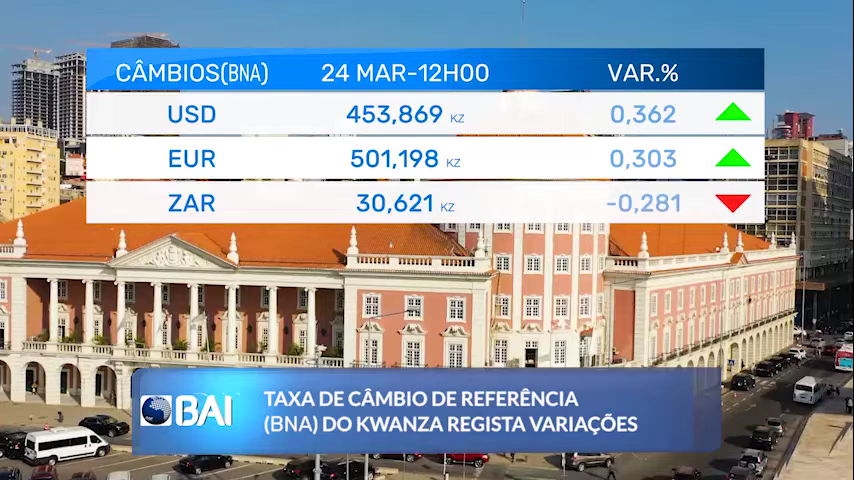 CÂMBIOS(BNA) 24 MAR-12H00 VAR.%
USD 453,869 KZ 0,362
EUR 501,198 KZ 0,303
ZAR 30,621 KZ -0,281
BAI
TAXA DE CÂMBIO DE REFERÊNCIA
(BNA) DO KWANZA REGISTA VARIAÇÕES